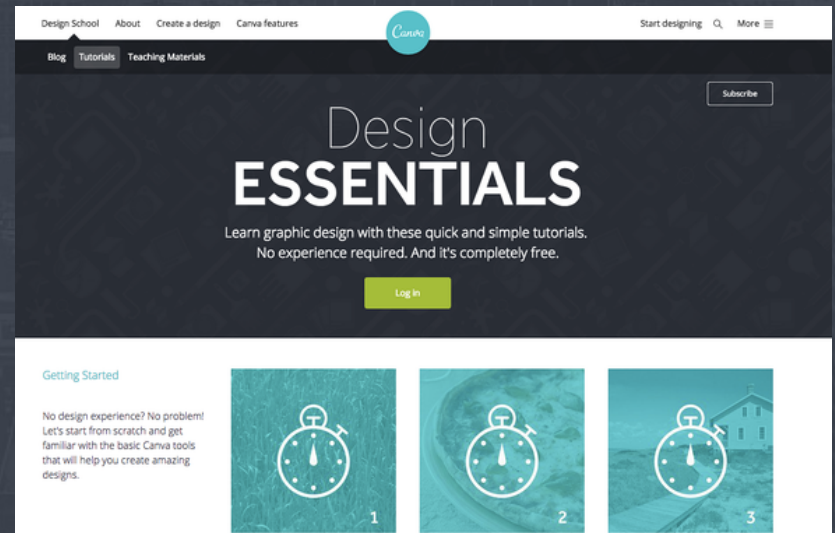 Design School About Create a design Canva features Canva Start designing More
Blog Tutorials Teaching Materials
Subscribe
Design
ESSENTIALS
Learn graphic design with these quick and simple tutorials.
No experience required. And it's completely free.
Log in
Getting Started
No design experience? No problem!
Let's start from scratch and get
familiar with the basic Canva tools
that will help you create amazing
designs.
1 2 3